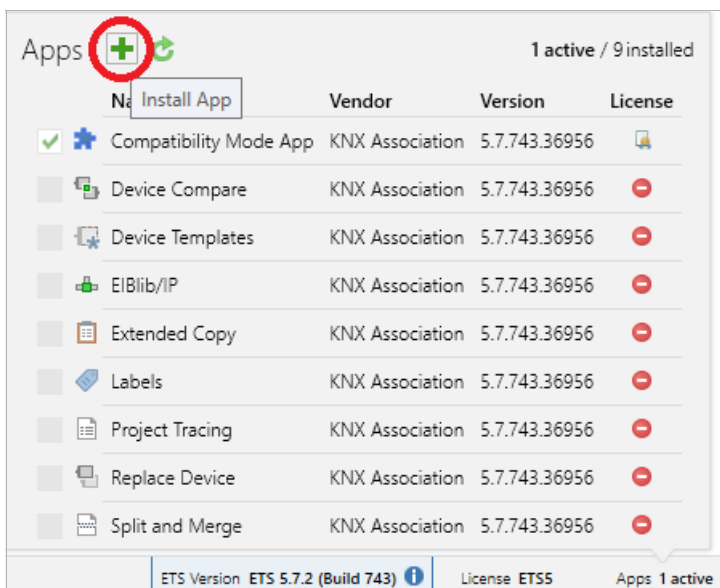 Apps 1 active / 9 installed
Install App
Na Vendor Version License
Compatibility Mode App KNX Association 5.7.743.36956
Device Compare KNX Association 5.7.743.36956
Device Templates KNX Association 5.7.743.36956
EIBlib/IP KNX Association 5.7.743.36956
Extended Copy KNX Association 5.7.743.36956
Labels KNX Association 5.7.743.36956
Project Tracing KNX Association 5.7.743.36956
Replace Device KNX Association 5.7.743.36956
Split and Merge KNX Association 5.7.743.36956
ETS Version ETS 5.7.2 (Build 743) License ETS5 Apps 1 active